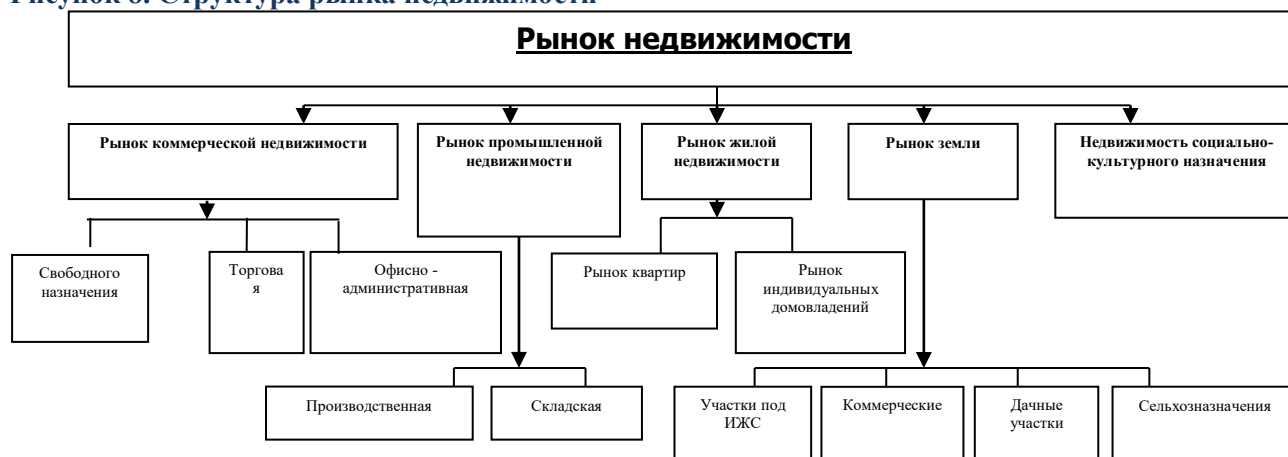 Рисунок 8. Структура рынка недвижимости
Рынок недвижимости
Рынок коммерческой недвижимости
Рынок промышленной
недвижимости
Рынок жилой
недвижимости
Рынок земли
Недвижимость социально-
культурного назначения
Свободного
назначения
Торгова
я
Офисно -
административная
Рынок квартир
Рынок
индивидуальных
домовладений
Производственная
Складская
Участки под
ИЖС
Коммерческие
Дачные
участки
Сельхозназначения